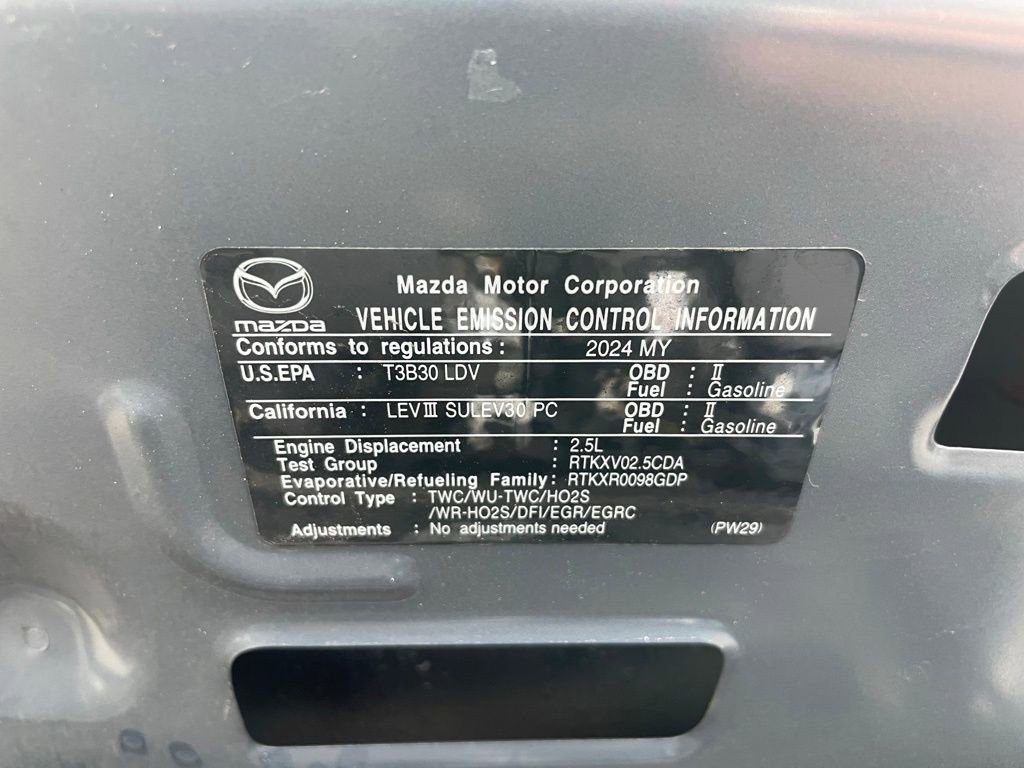 Mazda Motor Corporation
mazda VEHICLE EMISSION CONTROL INFORMATION
Conforms to regulations : 2024 MY
U.S.EPA : T3B30 LDV OBD : II
Fuel : Gasoline
California : LEVIII SULEV30 PC OBD : II
Fuel : Gasoline
Engine Displacement : 2.5L
Test Group : RTKXV02.5CDA
Evaporative/Refueling Family : RTKXR0098GDP
Control Type : TWC/WU-TWC/HO2S
/WR-HO2S/DFI/EGR/EGRC
Adjustments : No adjustments needed (PW29)